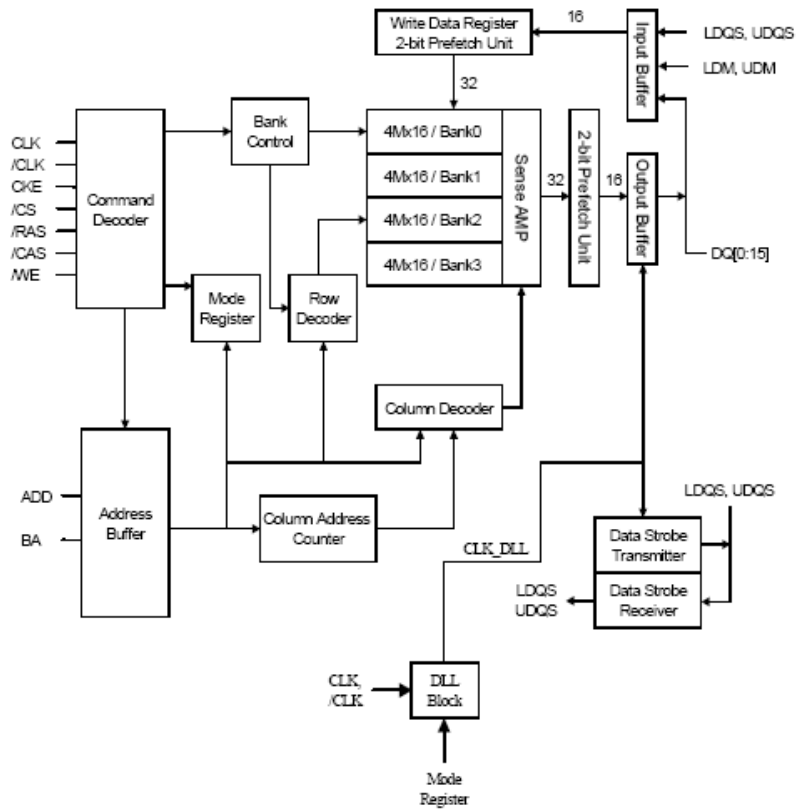 Write Data Register
2-bit Prefetch Unit
16
Input Buffer
LDQS, UDQS
LDM, UDM
32
CLK
/CLK
CKE
/CS
/RAS
/CAS
/WE
Command
Decoder
Bank
Control
4Mx16 / Bank0
4Mx16 / Bank1
4Mx16 / Bank2
4Mx16 / Bank3
Sense AMP
32
2-bit Prefetch Unit
16
Output Buffer
DQ[0:15]
Mode
Register
Row
Decoder
Column Decoder
ADD
BA
Address
Buffer
Column Address
Counter
CLK_DLL
LDQS, UDQS
Data Strobe
Transmitter
Data Strobe
Receiver
LDQS
UDQS
CLK,
/CLK
DLL
Block
Mode
Register